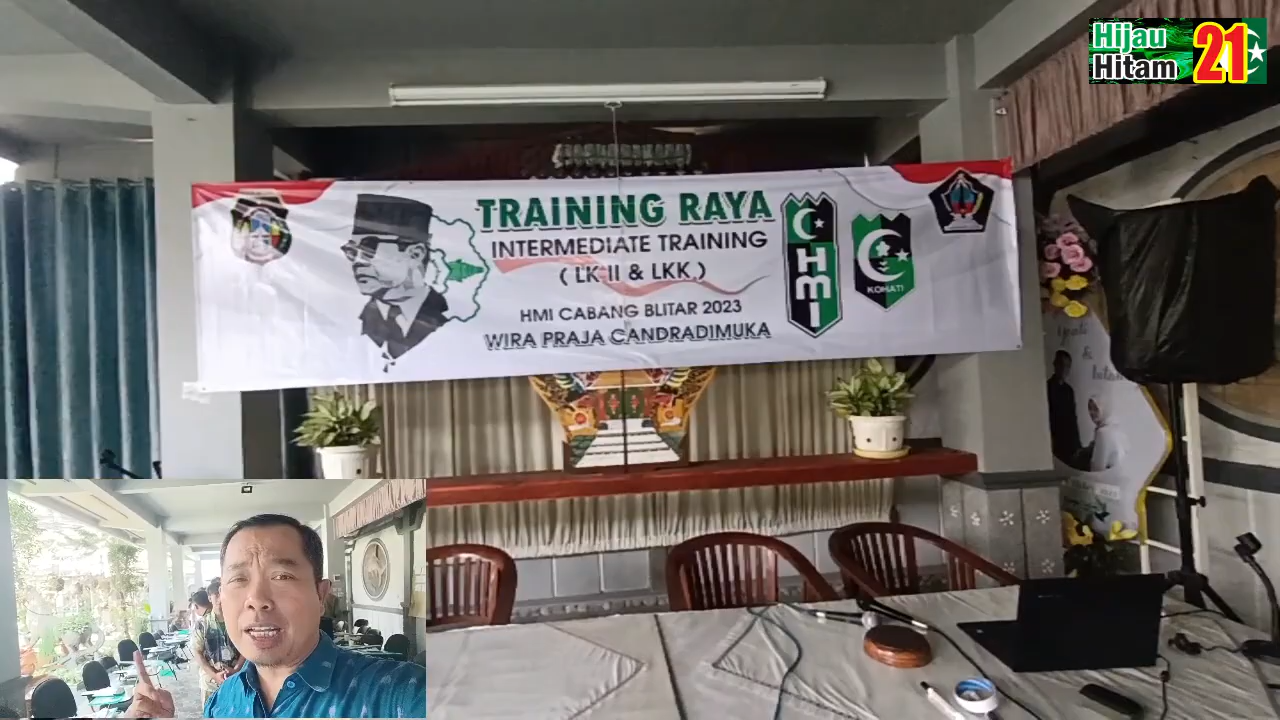 Hijau
Hitam
21
TRAINING RAYA
INTERMEDIATE TRAINING
( LK II & LKK )
HMI CABANG BLITAR 2023
WIRA PRAJA CANDRADIMUKA
HMI
KOHATI
&